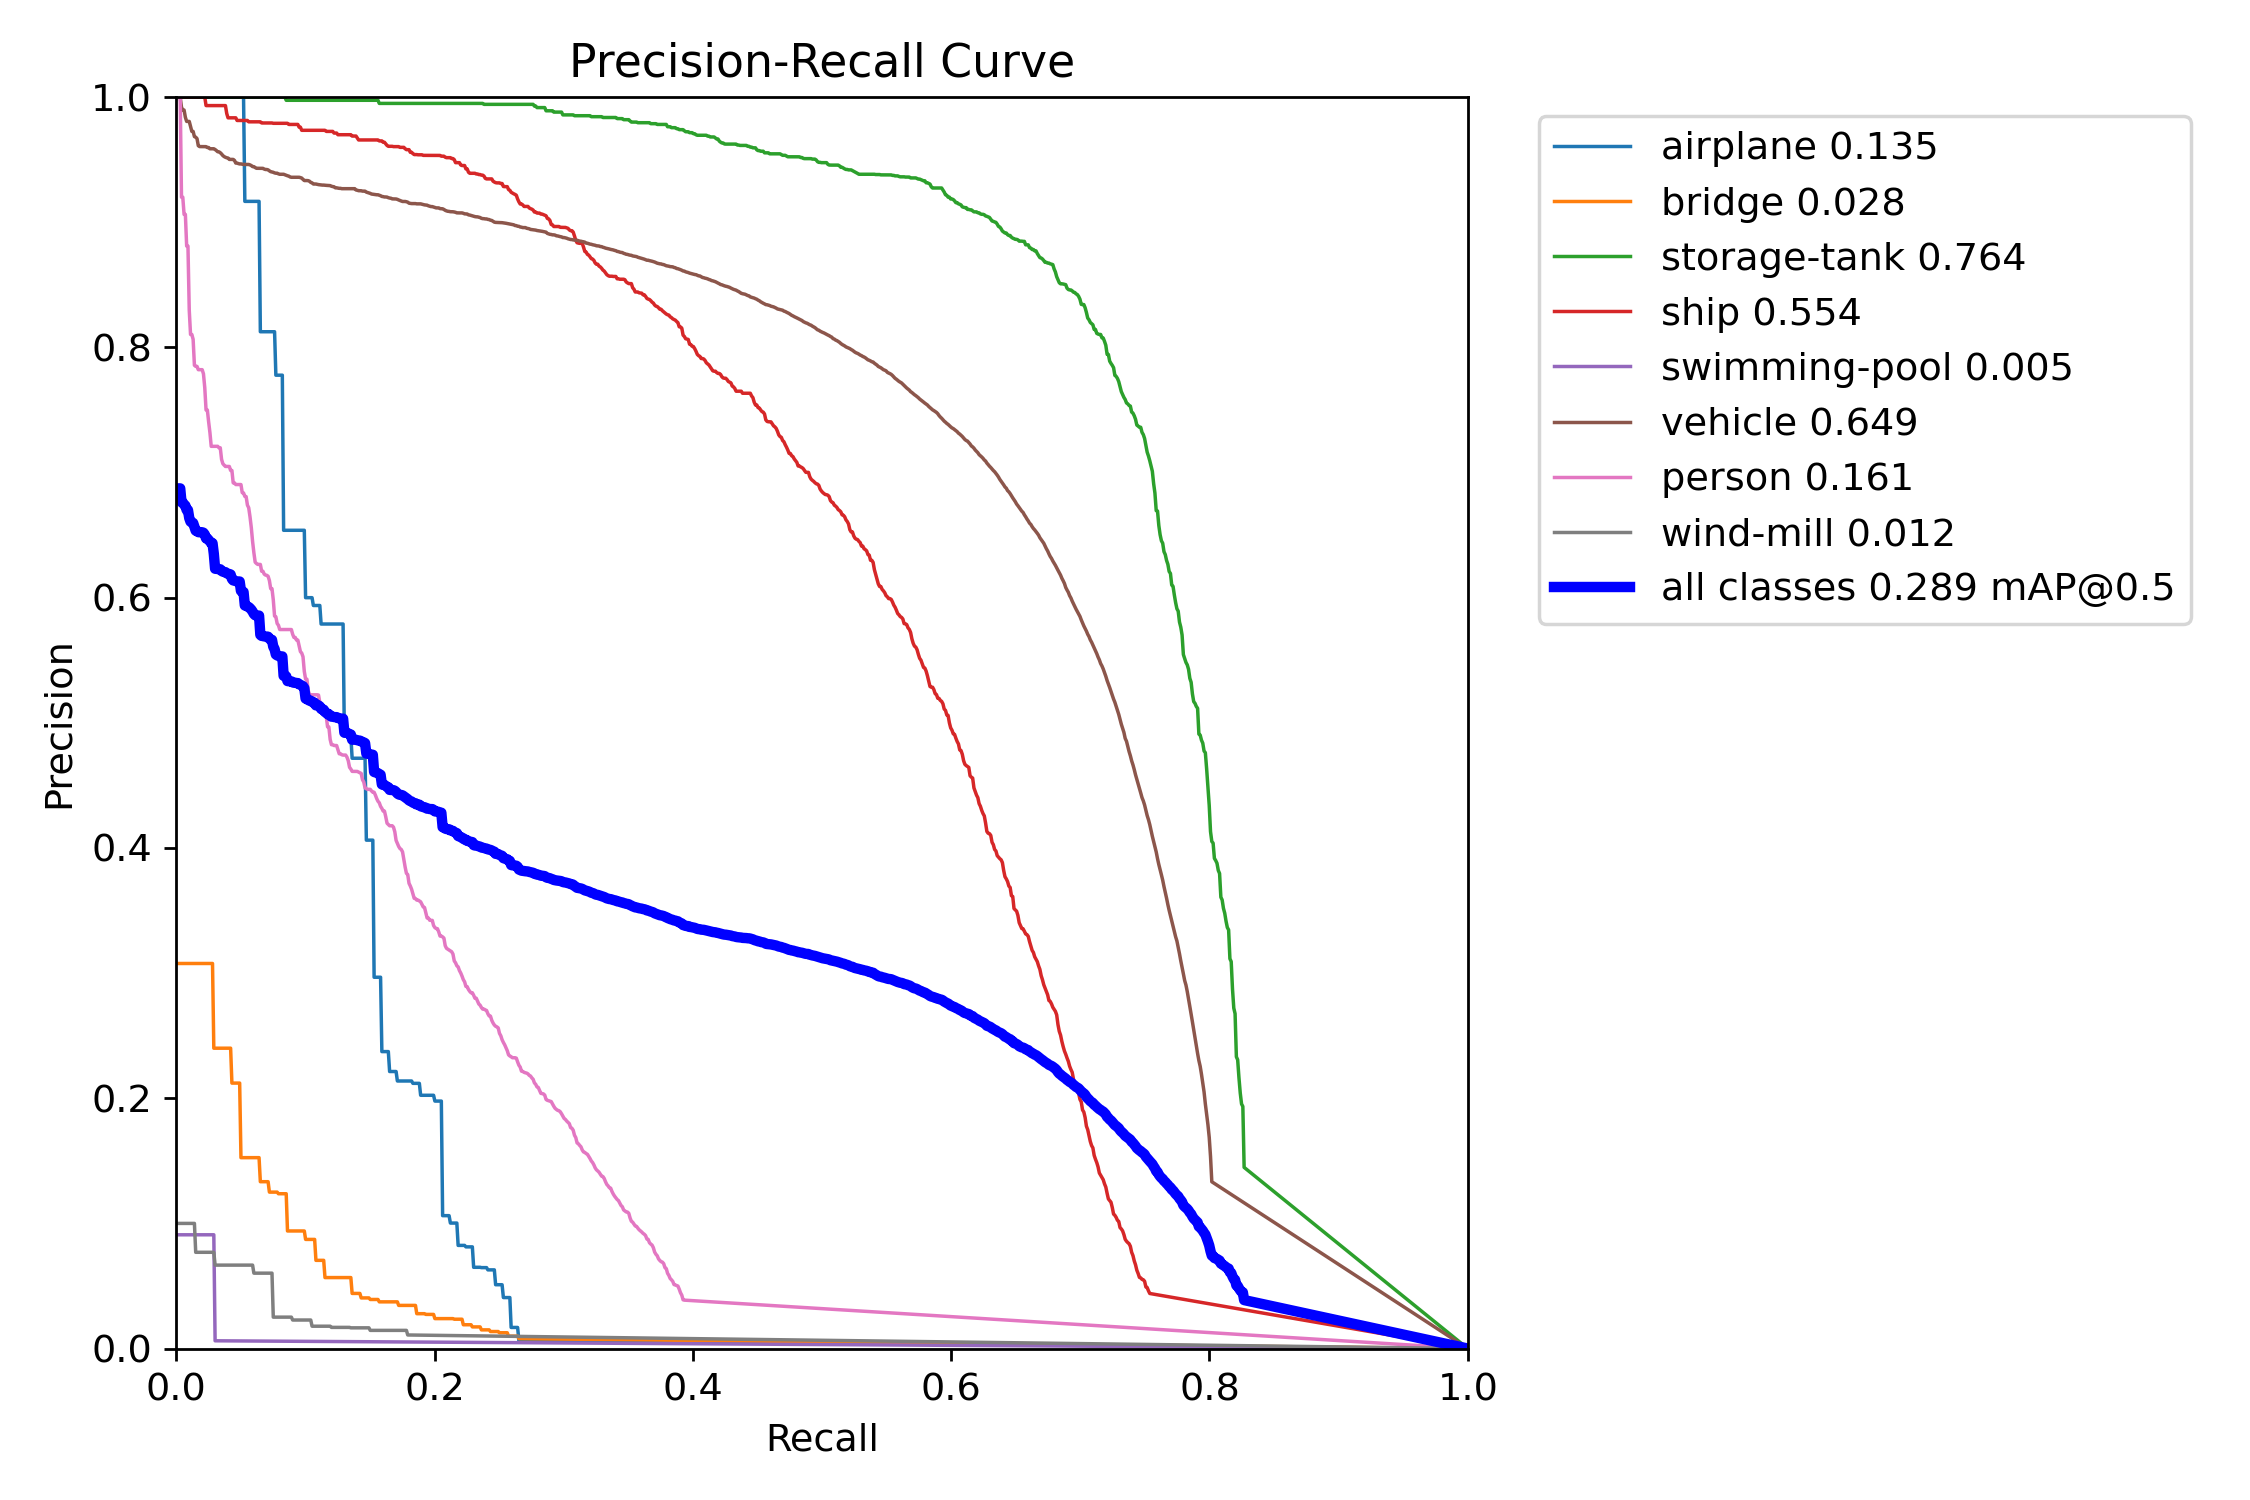 Precision-Recall Curve
1.0
0.8
0.6
0.4
0.2
0.0
Precision
0.0 0.2 0.4 0.6 0.8 1.0
Recall
airplane 0.135
bridge 0.028
storage-tank 0.764
ship 0.554
swimming-pool 0.005
vehicle 0.649
person 0.161
wind-mill 0.012
all classes 0.289 mAP@0.5